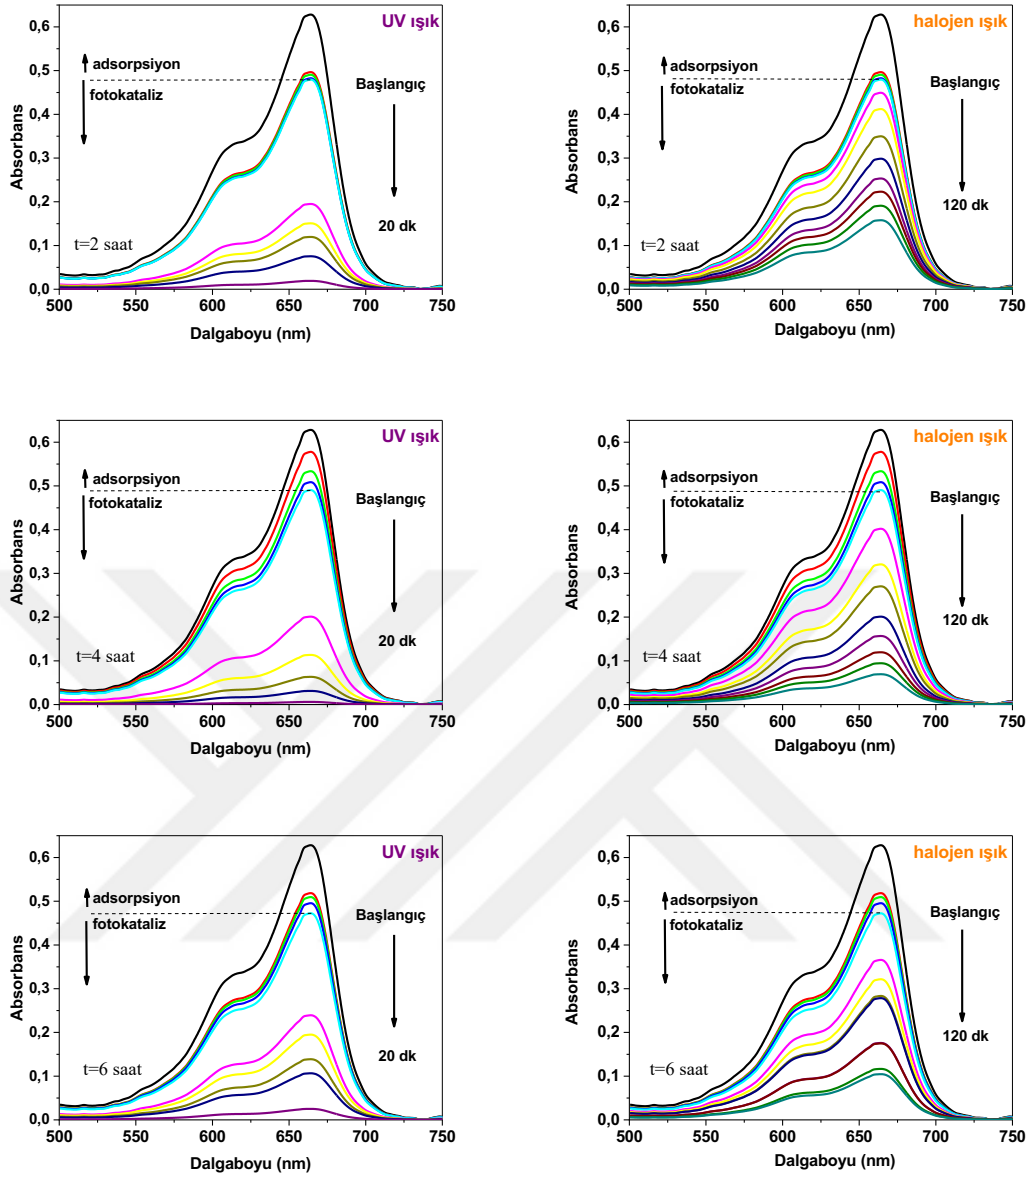 UV ışık
0,6
adsorpsiyon
0,5
fotokataliz
Başlangıç
0,4
0,3
0,2
20 dk
t=2 saat
0,1
0,0
500 550 600 650 700 750
Dalgaboyu (nm)
Absorbans
halojen ışık
0,6
adsorpsiyon
0,5
fotokataliz
Başlangıç
0,4
0,3
0,2
120 dk
t=2 saat
0,1
0,0
500 550 600 650 700 750
Dalgaboyu (nm)
Absorbans
UV ışık
0,6
adsorpsiyon
0,5
fotokataliz
Başlangıç
0,4
0,3
0,2
20 dk
t=4 saat
0,1
0,0
500 550 600 650 700 750
Dalgaboyu (nm)
Absorbans
halojen ışık
0,6
adsorpsiyon
0,5
fotokataliz
Başlangıç
0,4
0,3
0,2
120 dk
t=4 saat
0,1
0,0
500 550 600 650 700 750
Dalgaboyu (nm)
Absorbans
UV ışık
0,6
adsorpsiyon
0,5
fotokataliz
Başlangıç
0,4
0,3
0,2
20 dk
t=6 saat
0,1
0,0
500 550 600 650 700 750
Dalgaboyu (nm)
Absorbans
halojen ışık
0,6
adsorpsiyon
0,5
fotokataliz
Başlangıç
0,4
0,3
0,2
120 dk
t=6 saat
0,1
0,0
500 550 600 650 700 750
Dalgaboyu (nm)
Absorbans